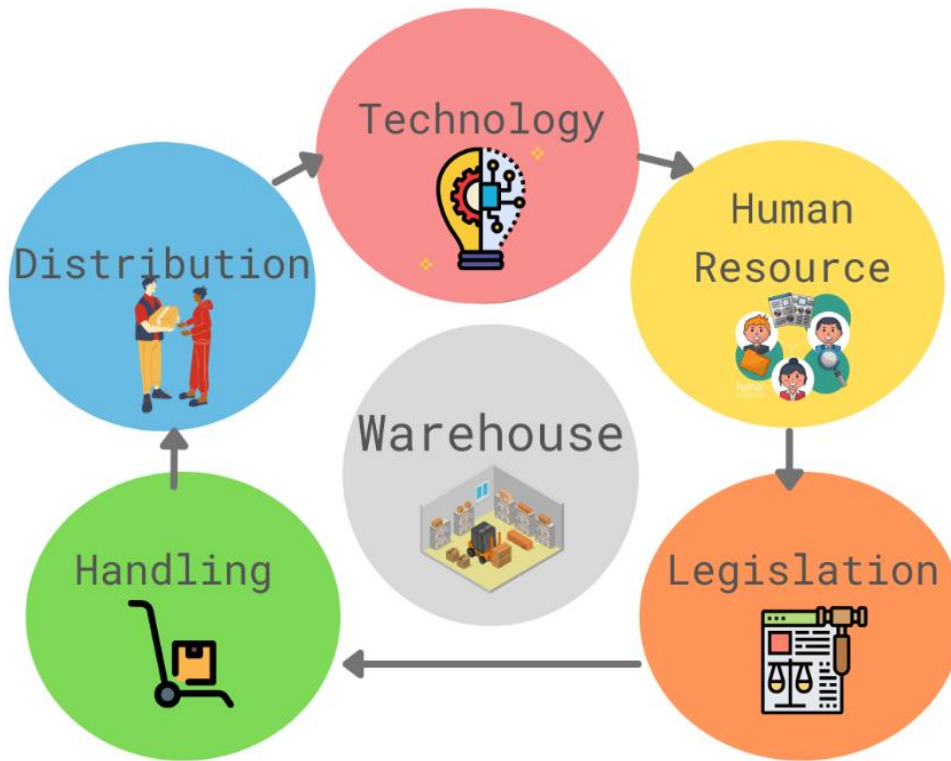 Technology
Human
Resource
Distribution
Warehouse
Handling
Legislation